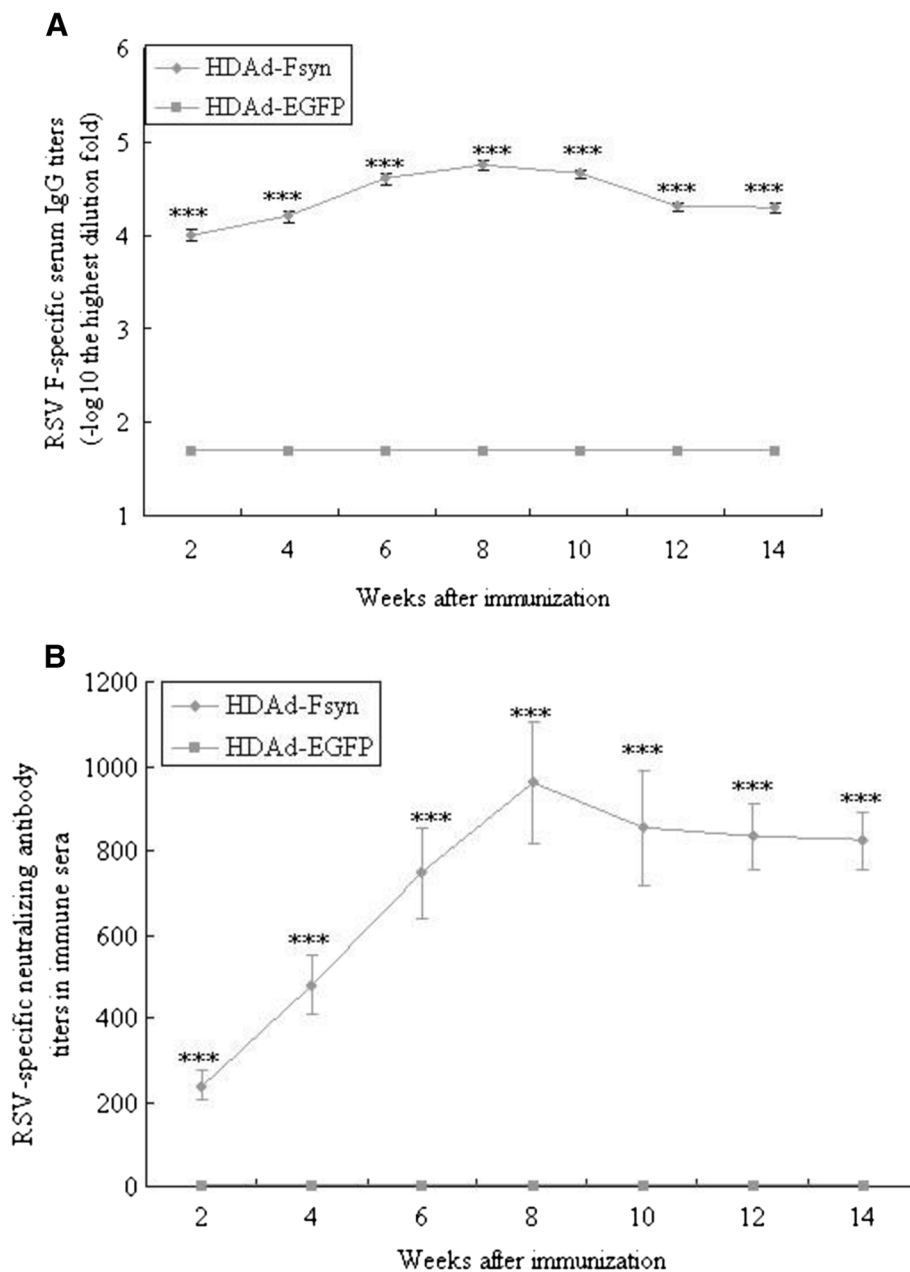 A
6
HDAd-Fsyn
HDAd-EGFP
5
*** *** *** *** *** *** ***
4
3
2
1
RSV F-specific serum IgG titers
(-log10 the highest dilution fold)
2 4 6 8 10 12 14
Weeks after immunization
B
1200
HDAd-Fsyn
HDAd-EGFP
1000
800
600
400
200
0
*** *** *** *** *** *** ***
RSV-specific neutralizing antibody
titers in immune sera
2 4 6 8 10 12 14
Weeks after immunization